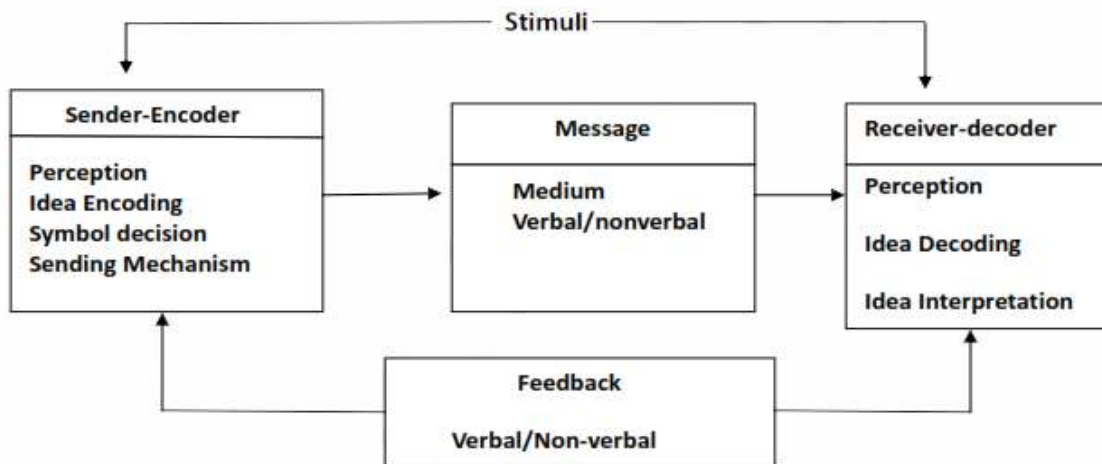 Stimuli
Sender-Encoder
Perception
Idea Encoding
Symbol decision
Sending Mechanism
Message
Medium
Verbal/nonverbal
Receiver-decoder
Perception
Idea Decoding
Idea Interpretation
Feedback
Verbal/Non-verbal